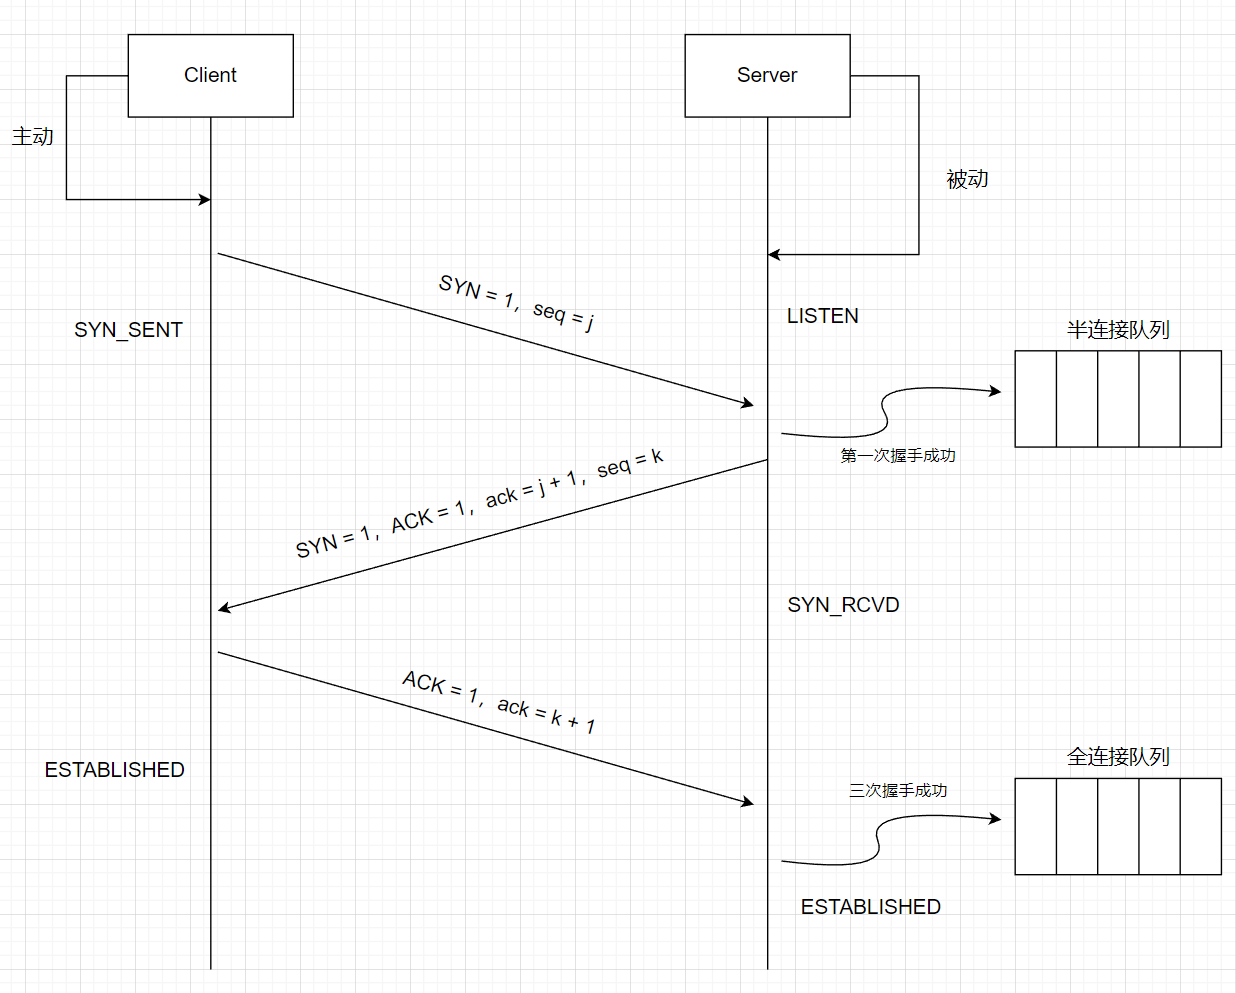 Client
Server
主动
被动
SYN = 1，seq = j
LISTEN
SYN_SENT
半连接队列
第一次握手成功
SYN = 1，ACK = 1，ack = j + 1，seq = k
SYN_RCVD
ACK = 1，ack = k + 1
全连接队列
ESTABLISHED
三次握手成功
ESTABLISHED